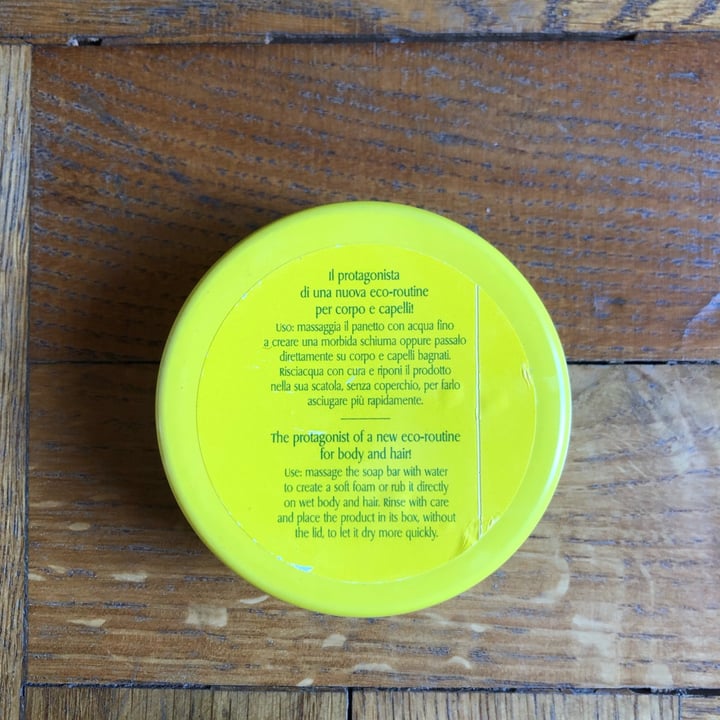 Il protagonista
di una nuova eco-routine
per corpo e capelli!
Uso: massaggia il panetto con acqua fino
a creare una morbida schiuma oppure passalo
direttamente su corpo e capelli bagnati.
Risciacqua con cura e riponi il prodotto
nella sua scatola, senza coperchio, per farlo
asciugare più rapidamente.
The protagonist of a new eco-routine
for body and hair!
Use: massage the soap bar with water
to create a soft foam or rub it directly
on wet body and hair. Rinse with care
and place the product in its box, without
the lid, to let it dry more quickly.